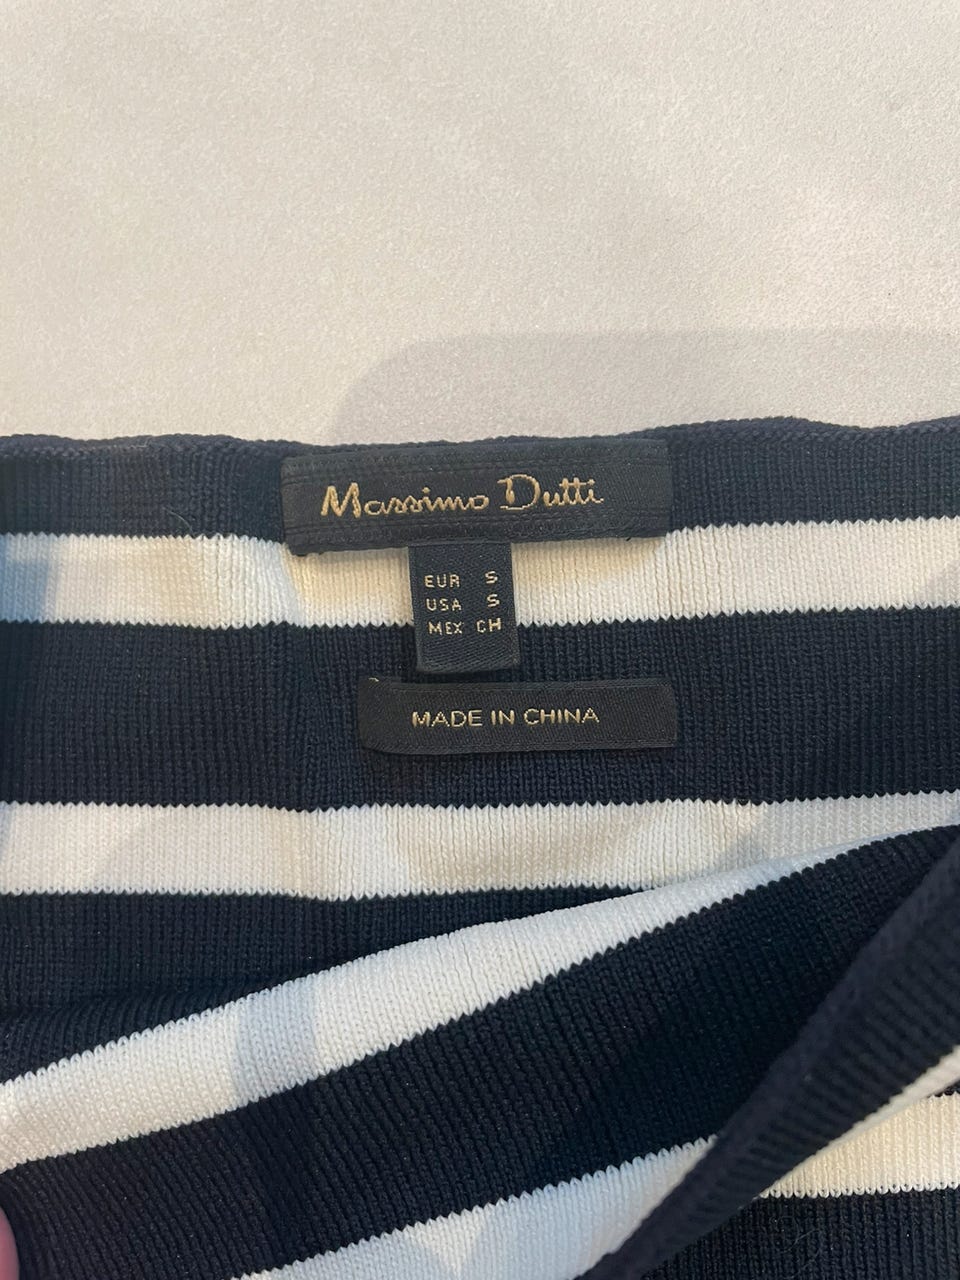 Massimo Dutti
EUR S
USA S
MEX CH
MADE IN CHINA